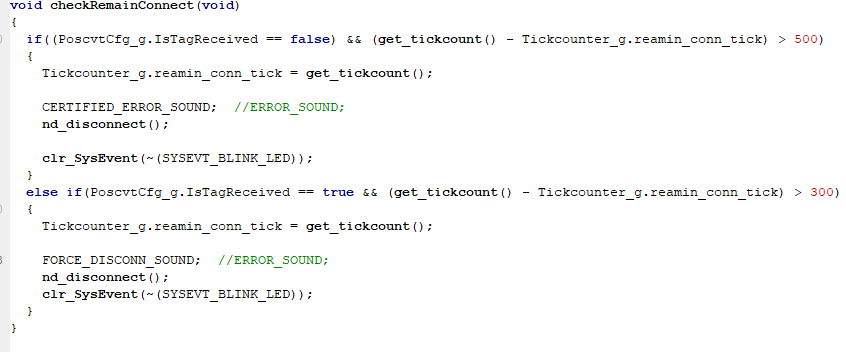 void checkRemainConnect(void)
{
if((PoscvtCfg_g.IsTagReceived == false) && (get_tickcount() - Tickcounter_g.reamin_conn_tick) > 500)
{
Tickcounter_g.reamin_conn_tick = get_tickcount();
CERTIFIED_ERROR_SOUND; //ERROR_SOUND;
nd_disconnect();
clr_SysEvent(~(SYSEVT_BLINK_LED));
}
else if(PoscvtCfg_g.IsTagReceived == true && (get_tickcount() - Tickcounter_g.reamin_conn_tick) > 300)
{
Tickcounter_g.reamin_conn_tick = get_tickcount();
FORCE_DISCONN_SOUND; //ERROR_SOUND;
nd_disconnect();
clr_SysEvent(~(SYSEVT_BLINK_LED));
}
}